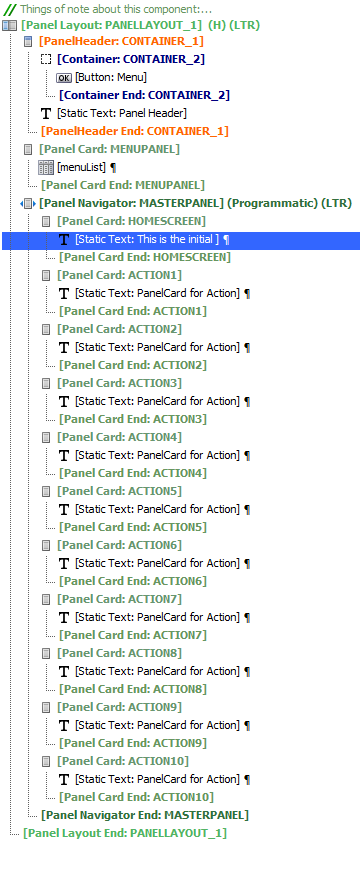 // Things of note about this component:...
[Panel Layout: PANELLAYOUT_1] (H) (LTR)
[PanelHeader: CONTAINER_1]
[Container: CONTAINER_2]
OK [Button: Menu]
[Container End: CONTAINER_2]
T [Static Text: Panel Header]
[PanelHeader End: CONTAINER_1]
[Panel Card: MENUPANEL]
[menuList] ¶
[Panel Card End: MENUPANEL]
[Panel Navigator: MASTERPANEL] (Programmatic) (LTR)
[Panel Card: HOMESCREEN]
T [Static Text: This is the initial ] ¶
[Panel Card End: HOMESCREEN]
[Panel Card: ACTION1]
T [Static Text: PanelCard for Action] ¶
[Panel Card End: ACTION1]
[Panel Card: ACTION2]
T [Static Text: PanelCard for Action] ¶
[Panel Card End: ACTION2]
[Panel Card: ACTION3]
T [Static Text: PanelCard for Action] ¶
[Panel Card End: ACTION3]
[Panel Card: ACTION4]
T [Static Text: PanelCard for Action] ¶
[Panel Card End: ACTION4]
[Panel Card: ACTION5]
T [Static Text: PanelCard for Action] ¶
[Panel Card End: ACTION5]
[Panel Card: ACTION6]
T [Static Text: PanelCard for Action] ¶
[Panel Card End: ACTION6]
[Panel Card: ACTION7]
T [Static Text: PanelCard for Action] ¶
[Panel Card End: ACTION7]
[Panel Card: ACTION8]
T [Static Text: PanelCard for Action] ¶
[Panel Card End: ACTION8]
[Panel Card: ACTION9]
T [Static Text: PanelCard for Action] ¶
[Panel Card End: ACTION9]
[Panel Card: ACTION10]
T [Static Text: PanelCard for Action] ¶
[Panel Card End: ACTION10]
[Panel Navigator End: MASTERPANEL]
[Panel Layout End: PANELLAYOUT_1]